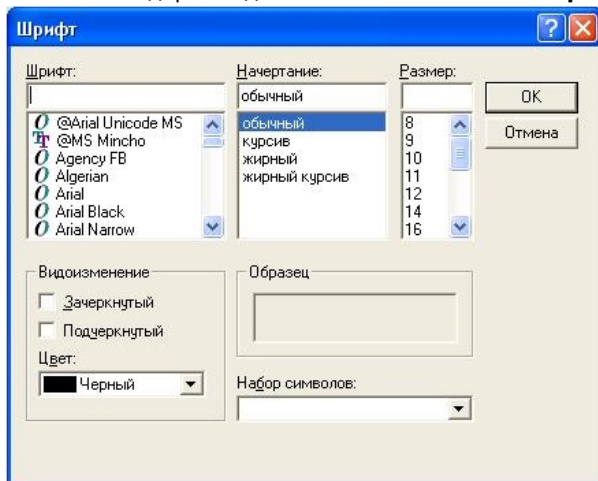 Шрифт
Шрифт:
Начертание:
Размер:
обычный
OK
Отмена
@Arial Unicode MS
@MS Mincho
Agency FB
Algerian
Arial
Arial Black
Arial Narrow
обычный
курсив
жирный
жирный курсив
8
9
10
11
12
14
16
Видоизменение
Зачеркнутый
Подчеркнутый
Цвет:
Черный
Образец
Набор символов: